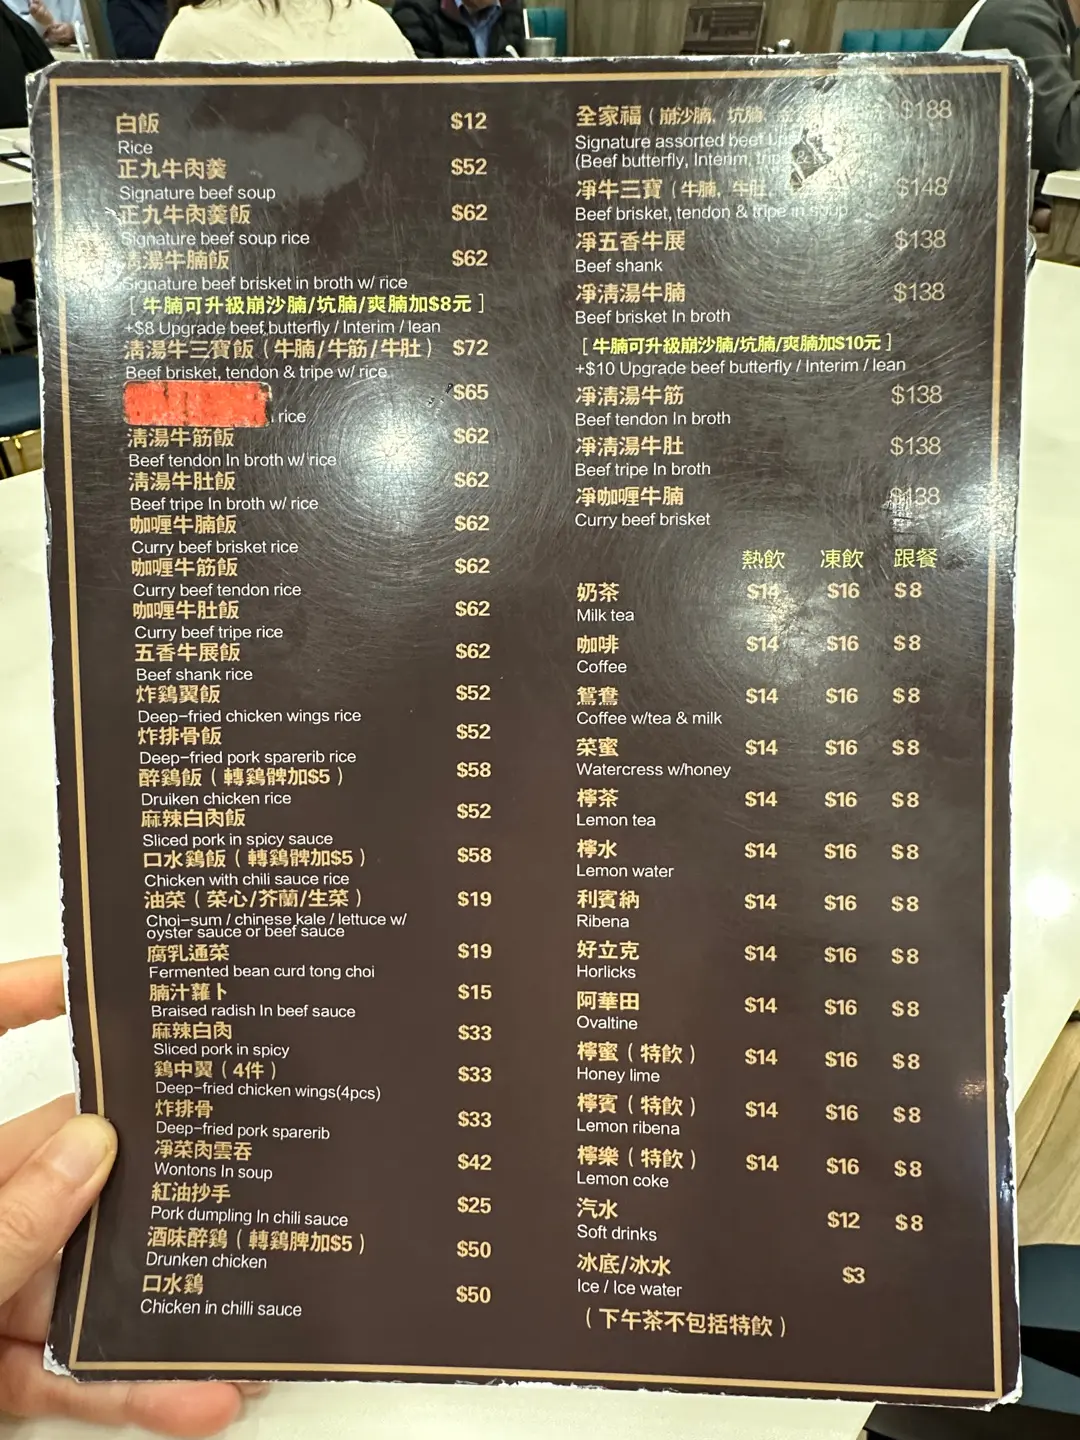 白飯 $12
Rice
正九牛肉羹 $52
Signature beef soup
正九牛肉羹飯 $62
Signature beef soup rice
清湯牛腩飯 $62
Signature beef brisket in broth w/ rice
[ 牛腩可升級崩沙腩/坑腩/爽腩加$8元 ]
+$8 Upgrade beef butterfly / Interim / lean
清湯牛三寶飯 ( 牛腩/牛筋/牛肚 ) $72
Beef brisket, tendon & tripe w/ rice
$65
rice
清湯牛筋飯 $62
Beef tendon In broth w/ rice
清湯牛肚飯 $62
Beef tripe In broth w/ rice
咖喱牛腩飯 $62
Curry beef brisket rice
咖喱牛筋飯 $62
Curry beef tendon rice
咖喱牛肚飯 $62
Curry beef tripe rice
五香牛展飯 $62
Beef shank rice
炸鷄翼飯 $52
Deep-fried chicken wings rice
炸排骨飯 $52
Deep-fried pork sparerib rice
醉鷄飯 ( 轉鷄髀加$5 ) $58
Druiken chicken rice
麻辣白肉飯 $52
Sliced pork in spicy sauce
口水鷄飯 ( 轉鷄髀加$5 ) $58
Chicken with chili sauce rice
油菜 ( 菜心/芥蘭/生菜 ) $19
Choi-sum / chinese kale / lettuce w/
oyster sauce or beef sauce
腐乳通菜 $19
Fermented bean curd tong choi
腩汁蘿卜 $15
Braised radish In beef sauce
麻辣白肉 $33
Sliced pork in spicy
鷄中翼 ( 4件 ) $33
Deep-fried chicken wings(4pcs)
炸排骨 $33
Deep-fried pork sparerib
凈菜肉雲吞 $42
Wontons In soup
紅油抄手 $25
Pork dumpling In chili sauce
酒味醉鷄 ( 轉鷄脾加$5 ) $50
Drunken chicken
口水鷄 $50
Chicken in chilli sauce
全家福 ( 崩沙腩, 坑腩, $188
Signature assorted beef
(Beef butterfly, Interim, tripe &
凈牛三寶 ( 牛腩, 牛肚, $148
Beef brisket, tendon & tripe in soup
凈五香牛展 $138
Beef shank
凈清湯牛腩 $138
Beef brisket In broth
[ 牛腩可升級崩沙腩/坑腩/爽腩加$10元 ]
+$10 Upgrade beef butterfly / Interim / lean
凈清湯牛筋 $138
Beef tendon In broth
凈清湯牛肚 $138
Beef tripe In broth
凈咖喱牛腩 $138
Curry beef brisket
熱飲 凍飲 跟餐
奶茶 $14 $16 $8
Milk tea
咖啡 $14 $16 $8
Coffee
鴛鴦 $14 $16 $8
Coffee w/tea & milk
菜蜜 $14 $16 $8
Watercress w/honey
檸茶 $14 $16 $8
Lemon tea
檸水 $14 $16 $8
Lemon water
利賓納 $14 $16 $8
Ribena
好立克 $14 $16 $8
Horlicks
阿華田 $14 $16 $8
Ovaltine
檸蜜 ( 特飲 ) $14 $16 $8
Honey lime
檸賓 ( 特飲 ) $14 $16 $8
Lemon ribena
檸樂 ( 特飲 ) $14 $16 $8
Lemon coke
汽水 $12 $8
Soft drinks
冰底/冰水 $3
Ice / Ice water
( 下午茶不包括特飲 )